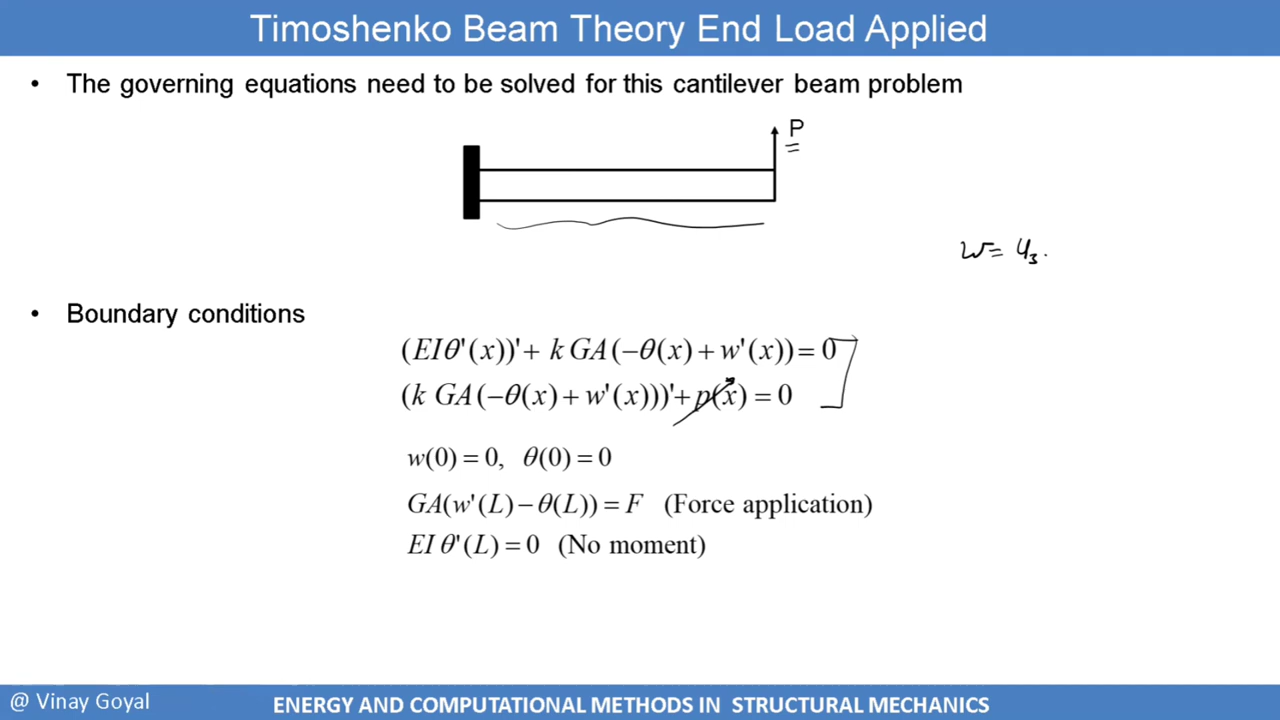 Timoshenko Beam Theory End Load Applied
• The governing equations need to be solved for this cantilever beam problem
P
w = u₃.
• Boundary conditions
(EIθ'(x))'+ k GA(−θ(x) + w'(x)) = 0
(k GA(−θ(x) + w'(x)))'+ p(x) = 0
w(0) = 0, θ(0) = 0
GA(w'(L) − θ(L)) = F (Force application)
EI θ'(L) = 0 (No moment)
@ Vinay Goyal
ENERGY AND COMPUTATIONAL METHODS IN STRUCTURAL MECHANICS